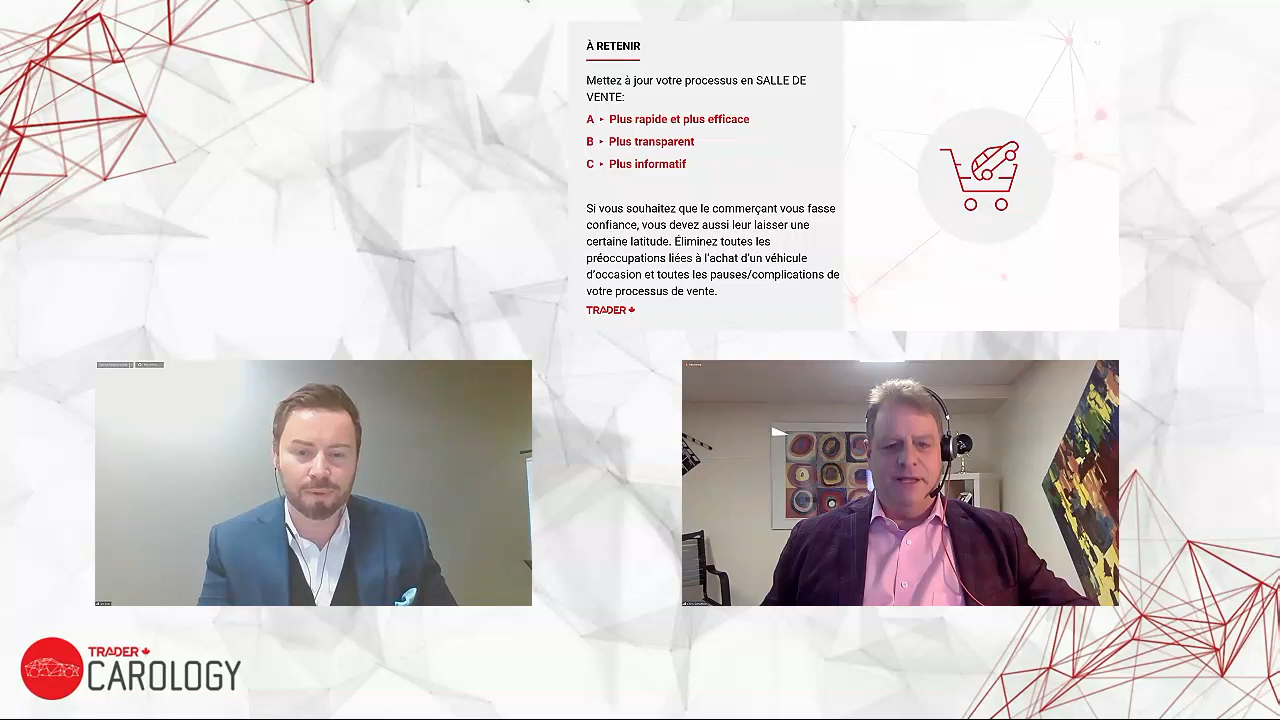 À RETENIR
Mettez à jour votre processus en SALLE DE
VENTE:
A ‣ Plus rapide et plus efficace
B ‣ Plus transparent
C ‣ Plus informatif
Si vous souhaitez que le commerçant vous fasse
confiance, vous devez aussi leur laisser une
certaine latitude. Éliminez toutes les
préoccupations liées à l'achat d'un véhicule
d'occasion et toutes les pauses/complications de
votre processus de vente.
TRADER
TRADER
CAROLOGY